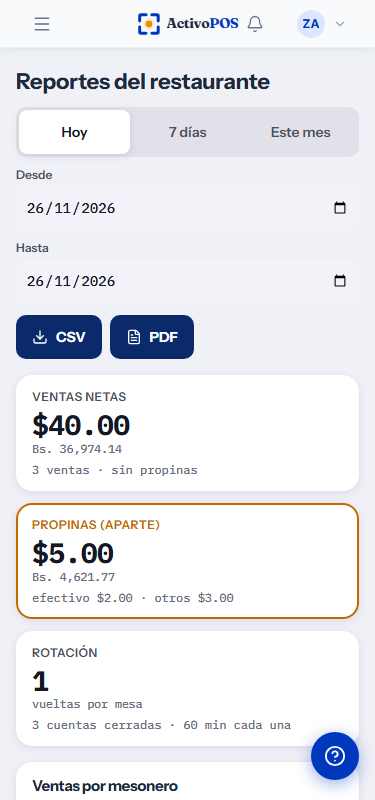 ActivoPOS
ZA
Reportes del restaurante
Hoy
7 días
Este mes
Desde
26/11/2026
Hasta
26/11/2026
CSV
PDF
VENTAS NETAS
$40.00
Bs. 36,974.14
3 ventas · sin propinas
PROPINAS (APARTE)
$5.00
Bs. 4,621.77
efectivo $2.00 · otros $3.00
ROTACIÓN
1
vueltas por mesa
3 cuentas cerradas · 60 min cada una
Ventas por mesonero